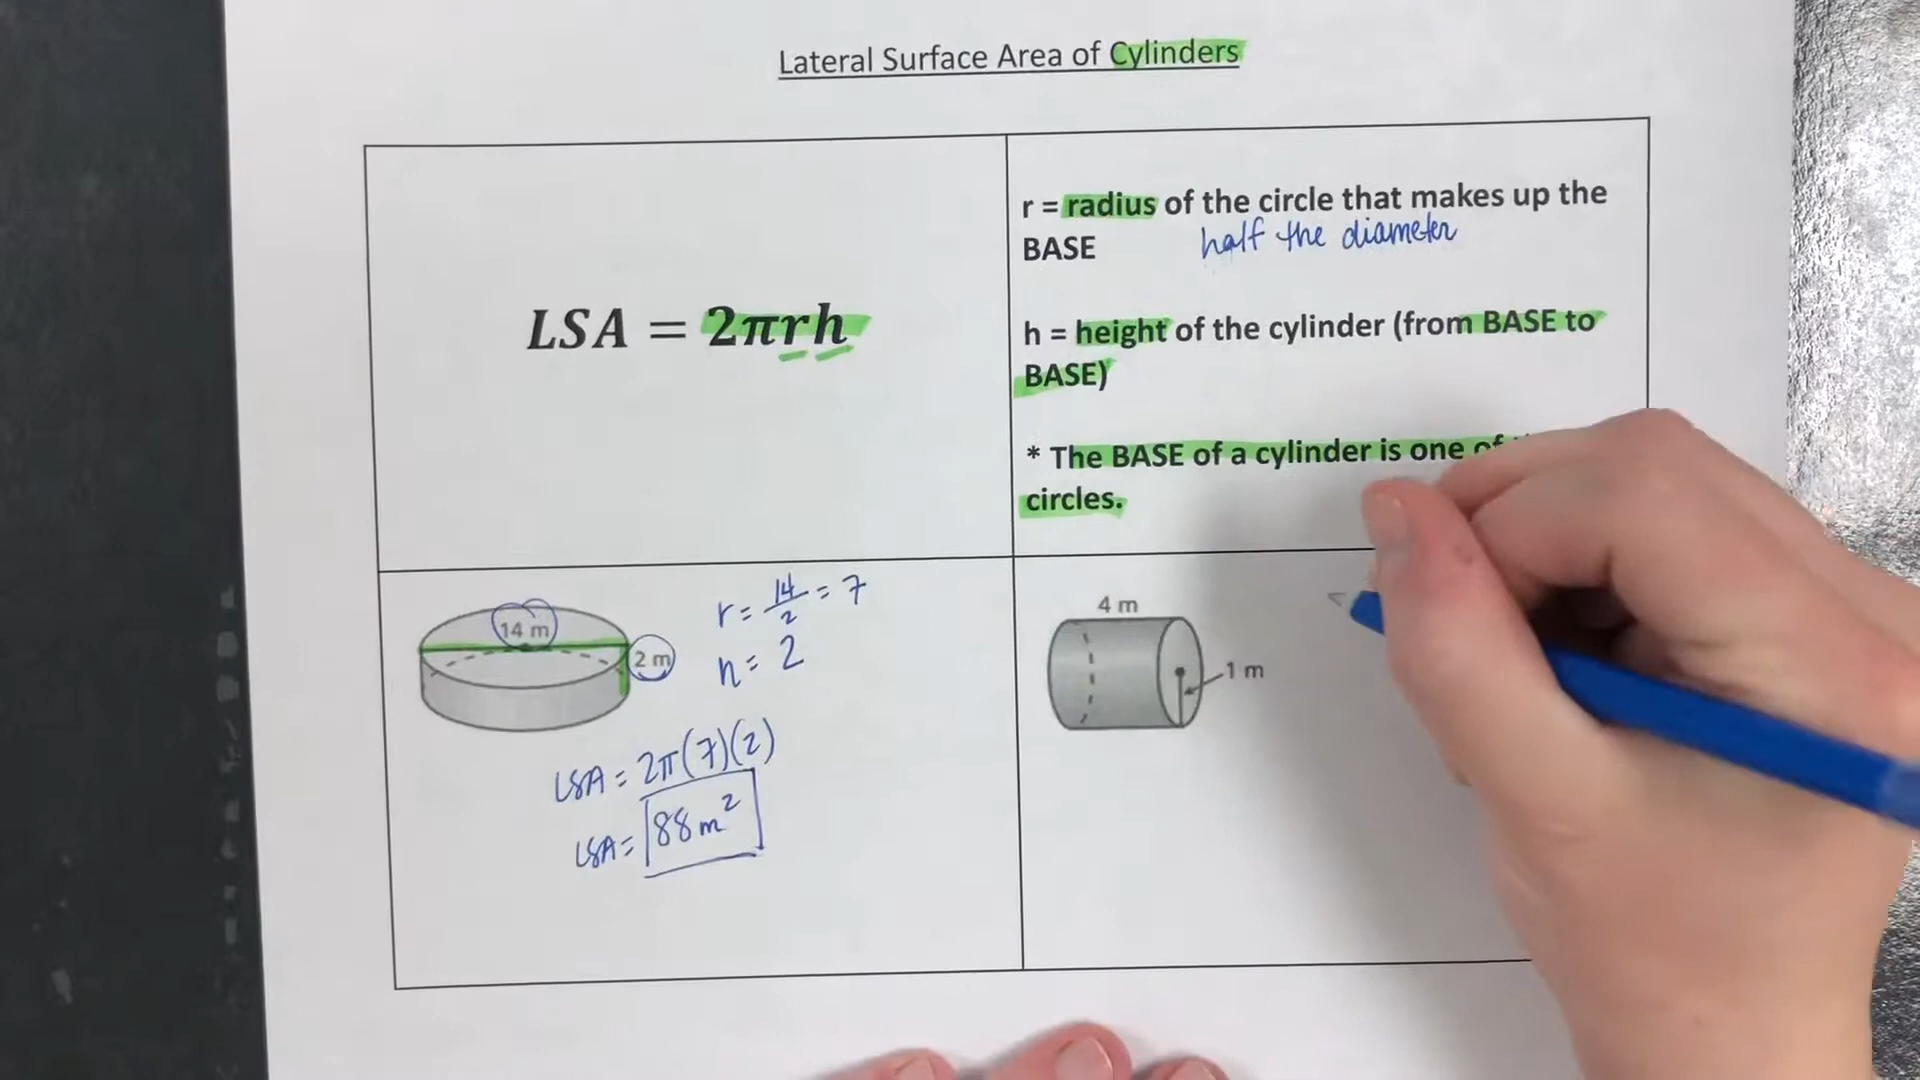 Lateral Surface Area of Cylinders
LSA = 2πrh
r = radius of the circle that makes up the
BASE
half the diameter
h = height of the cylinder (from BASE to
BASE)
* The BASE of a cylinder is one of
circles.
14 m
2 m
r = 14/2 = 7
h = 2
LSA = 2π(7)(2)
LSA = 88 m²
4 m
1 m